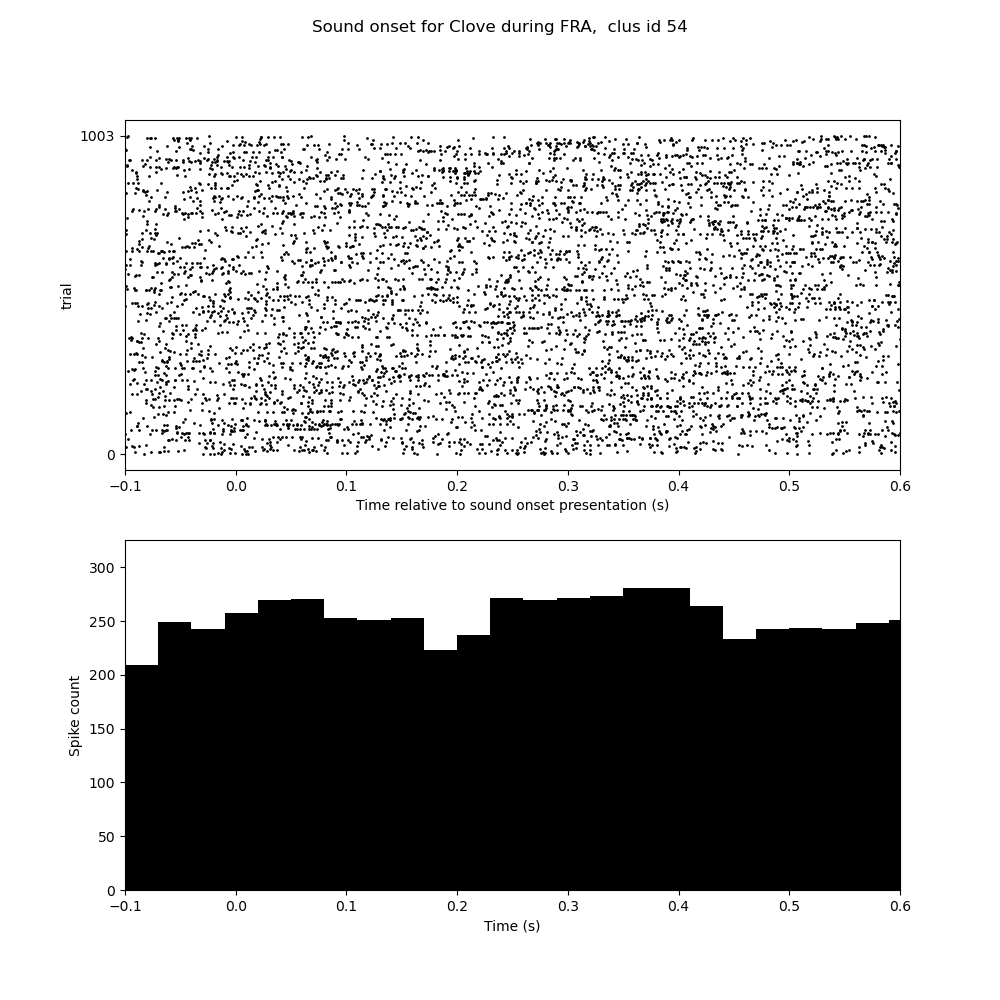 Sound onset for Clove during FRA,  clus id 54
1003
0
trial
−0.1 0.0 0.1 0.2 0.3 0.4 0.5 0.6
Time relative to sound onset presentation (s)
300
250
200
150
100
50
0
Spike count
−0.1 0.0 0.1 0.2 0.3 0.4 0.5 0.6
Time (s)